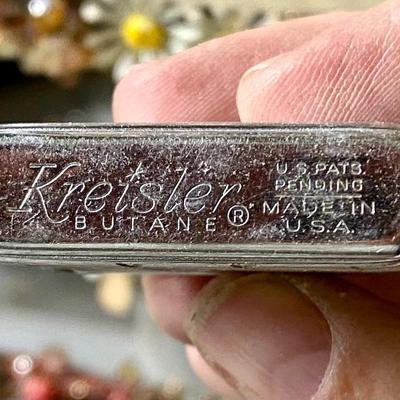 Kreisler
BUTANE ®
U.S. PATS.
PENDING
MADE IN
U.S.A.